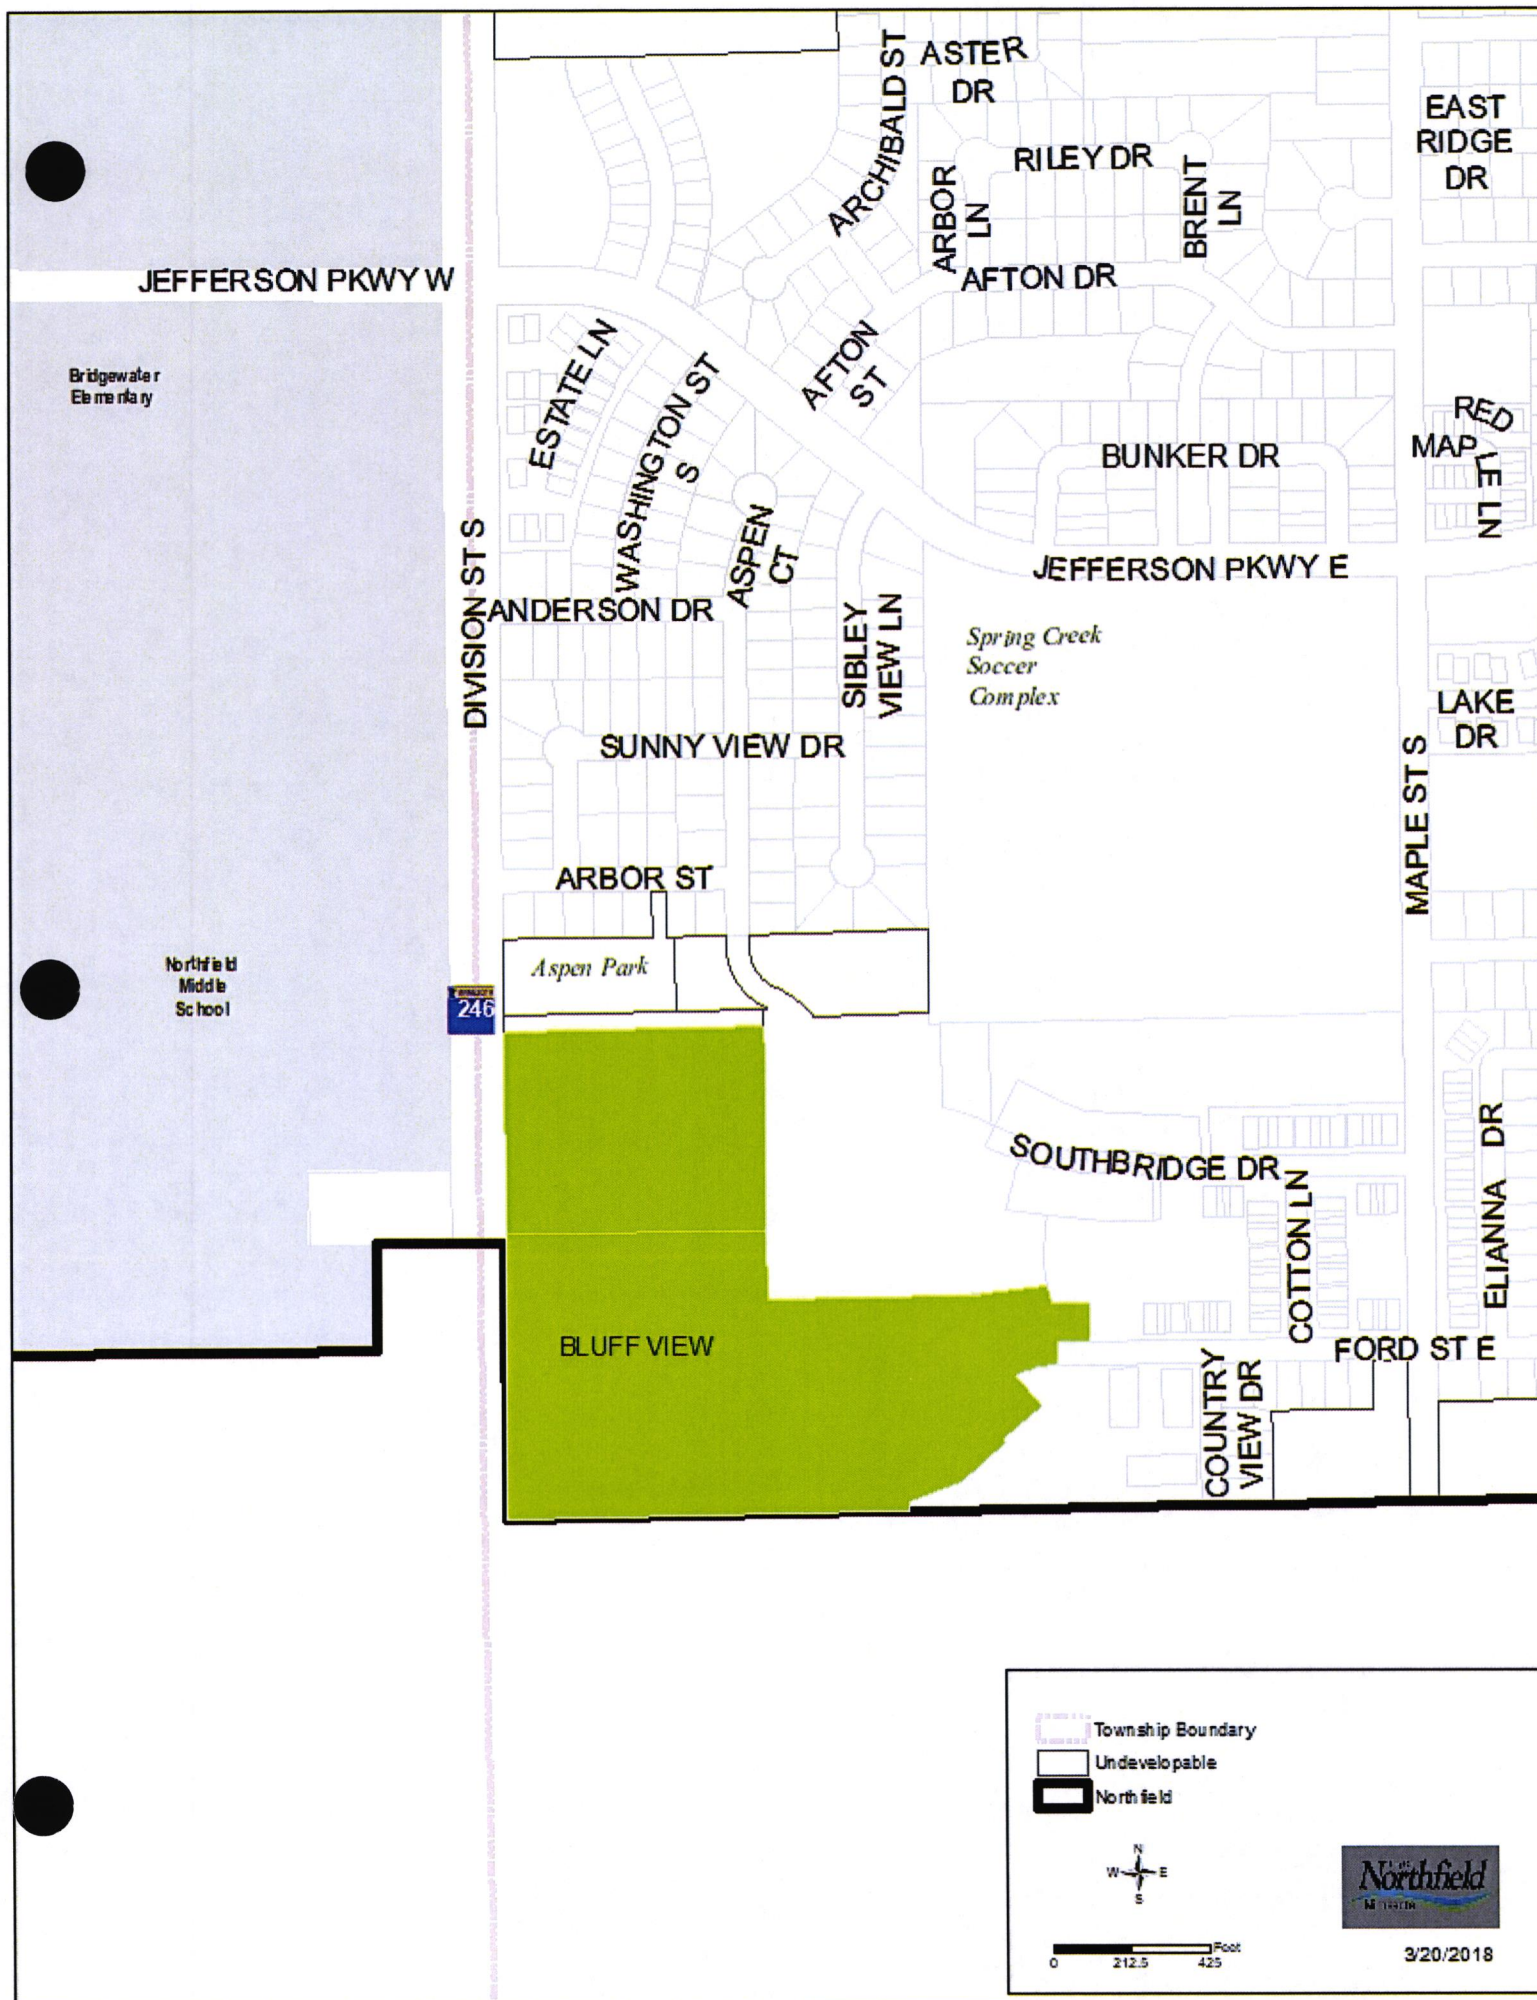 ASTER
DR
ARCHIBALD ST
EAST
RIDGE
DR
RILEY DR
ARBOR
LN
BRENT
LN
JEFFERSON PKWY W
AFTON DR
Bridgewater
Elementary
ESTATE LN
WASHINGTON ST
S
AFTON
ST
RED
MAP
LE LN
BUNKER DR
ASPEN
CT
JEFFERSON PKWY E
DIVISION ST S
ANDERSON DR
SIBLEY
VIEW LN
Spring Creek
Soccer
Complex
LAKE
DR
SUNNY VIEW DR
MAPLE ST S
ARBOR ST
Aspen Park
Northfield
Middle
School
246
SOUTHBRIDGE DR
COTTON LN
ELIANNA DR
BLUFF VIEW
FORD ST E
COUNTRY
VIEW DR
Township Boundary
Undevelopable
Northfield
N
W E
S
Northfield
Feet
0 212.5 425
3/20/2018